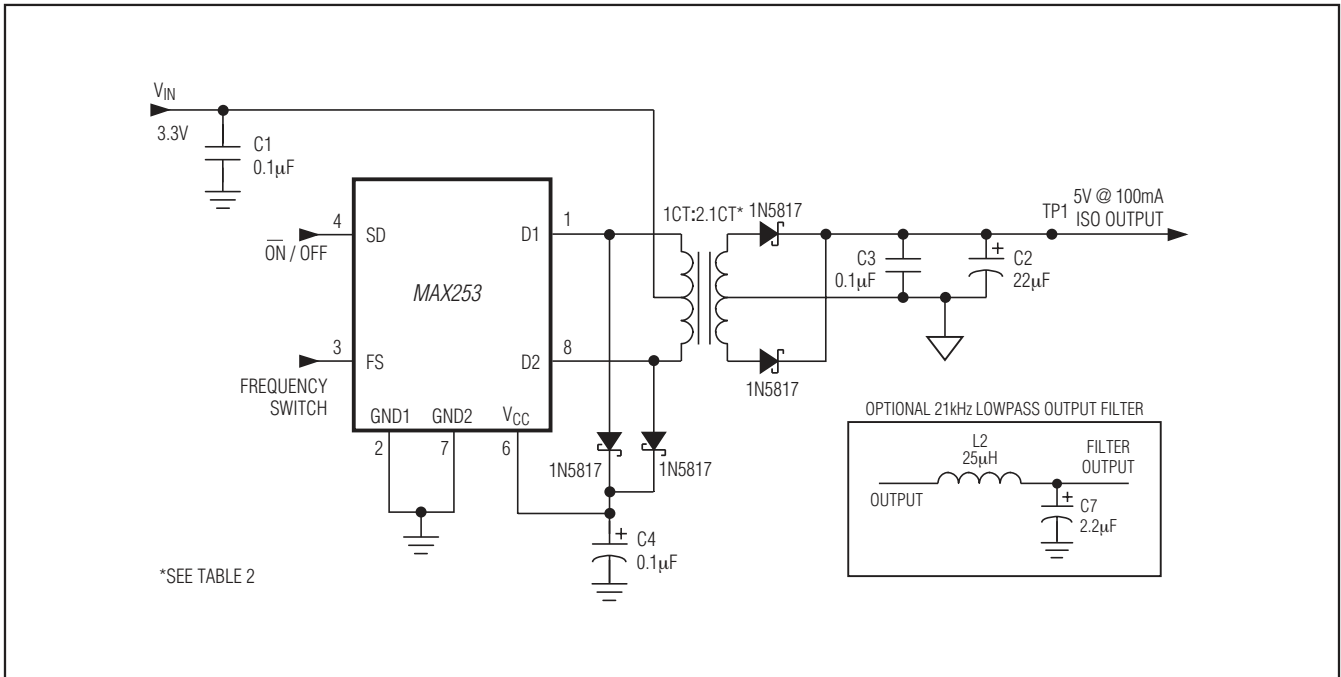 VIN
3.3V
C1
0.1μF
4
SD
ON / OFF
MAX253
3
FS
FREQUENCY
SWITCH
GND1
GND2
VCC
2
7
6
D1
1
D2
8
1CT:2.1CT*
1N5817
1N5817
C3
0.1μF
C2
22μF
+
TP1
5V @ 100mA
ISO OUTPUT
1N5817
1N5817
+
C4
0.1μF
OPTIONAL 21kHz LOWPASS OUTPUT FILTER
L2
25μH
OUTPUT
FILTER
OUTPUT
+
C7
2.2μF
*SEE TABLE 2